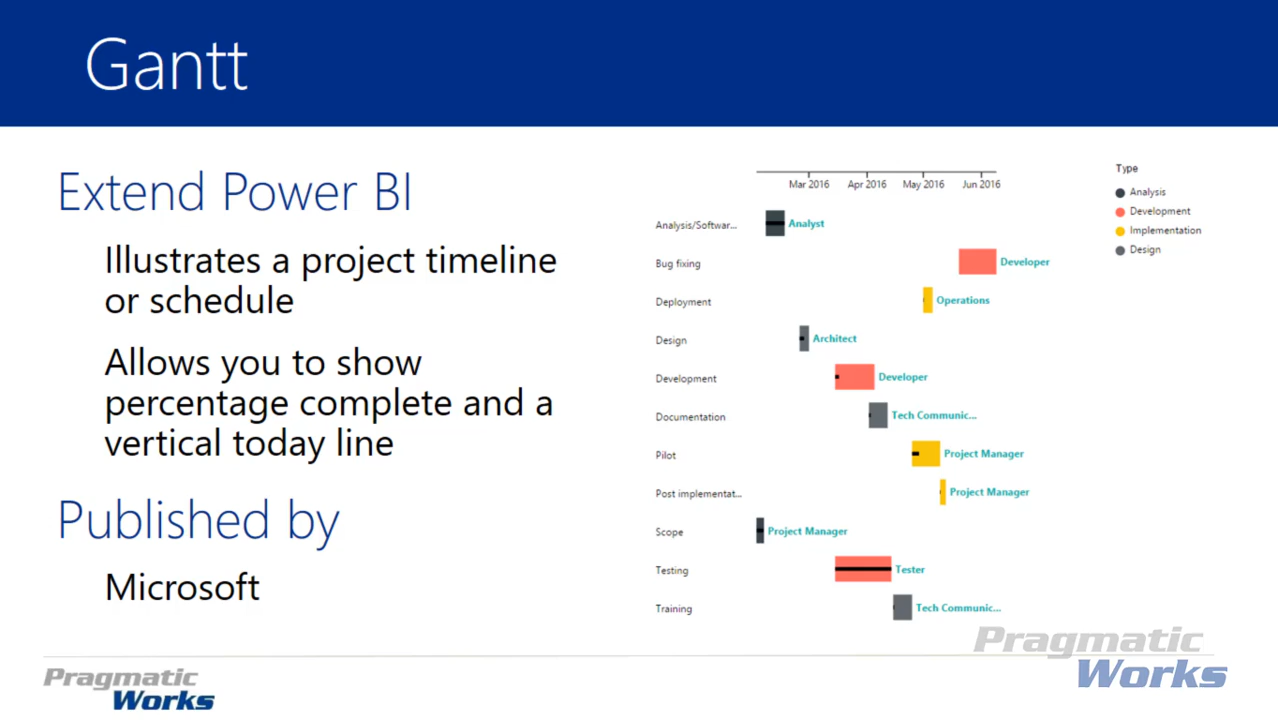 Gantt
Extend Power BI
Illustrates a project timeline
or schedule
Allows you to show
percentage complete and a
vertical today line
Published by
Microsoft
Mar 2016 Apr 2016 May 2016 Jun 2016
Type
Analysis
Development
Implementation
Design
Analysis/Softwar... Analyst
Bug fixing Developer
Deployment Operations
Design Architect
Development Developer
Documentation Tech Communic...
Pilot Project Manager
Post implementat... Project Manager
Scope Project Manager
Testing Tester
Training Tech Communic...
Pragmatic
Works
Pragmatic
Works